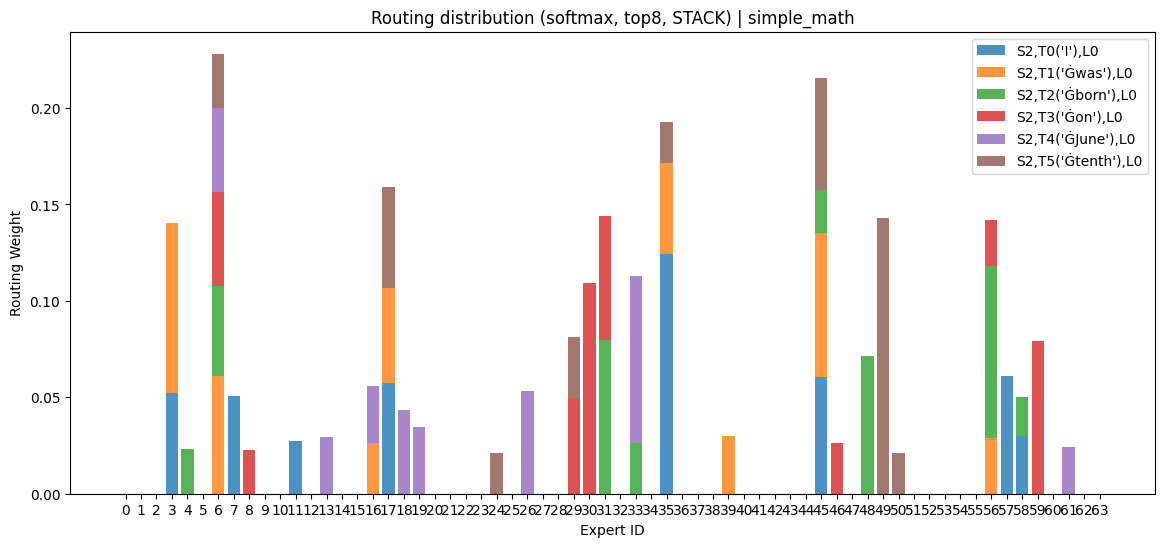 Routing distribution (softmax, top8, STACK) | simple_math
S2,T0('I'),L0
S2,T1('Ġwas'),L0
S2,T2('Ġborn'),L0
S2,T3('Ġon'),L0
S2,T4('ĠJune'),L0
S2,T5('Ġtenth'),L0
Routing Weight
0.20
0.15
0.10
0.05
0.00
0 1 2 3 4 5 6 7 8 9 10 11 12 13 14 15 16 17 18 19 20 21 22 23 24 25 26 27 28 29 30 31 32 33 34 35 36 37 38 39 40 41 42 43 44 45 46 47 48 49 50 51 52 53 54 55 56 57 58 59 60 61 62 63
Expert ID